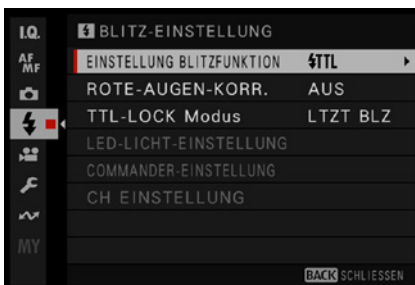 I.Q.
BLITZ-EINSTELLUNG
AF MF
EINSTELLUNG BLITZFUNKTION TTL
ROTE-AUGEN-KORR. AUS
TTL-LOCK Modus LTZT BLZ
LED-LICHT-EINSTELLUNG
COMMANDER-EINSTELLUNG
CH EINSTELLUNG
MY
BACK SCHLIESSEN